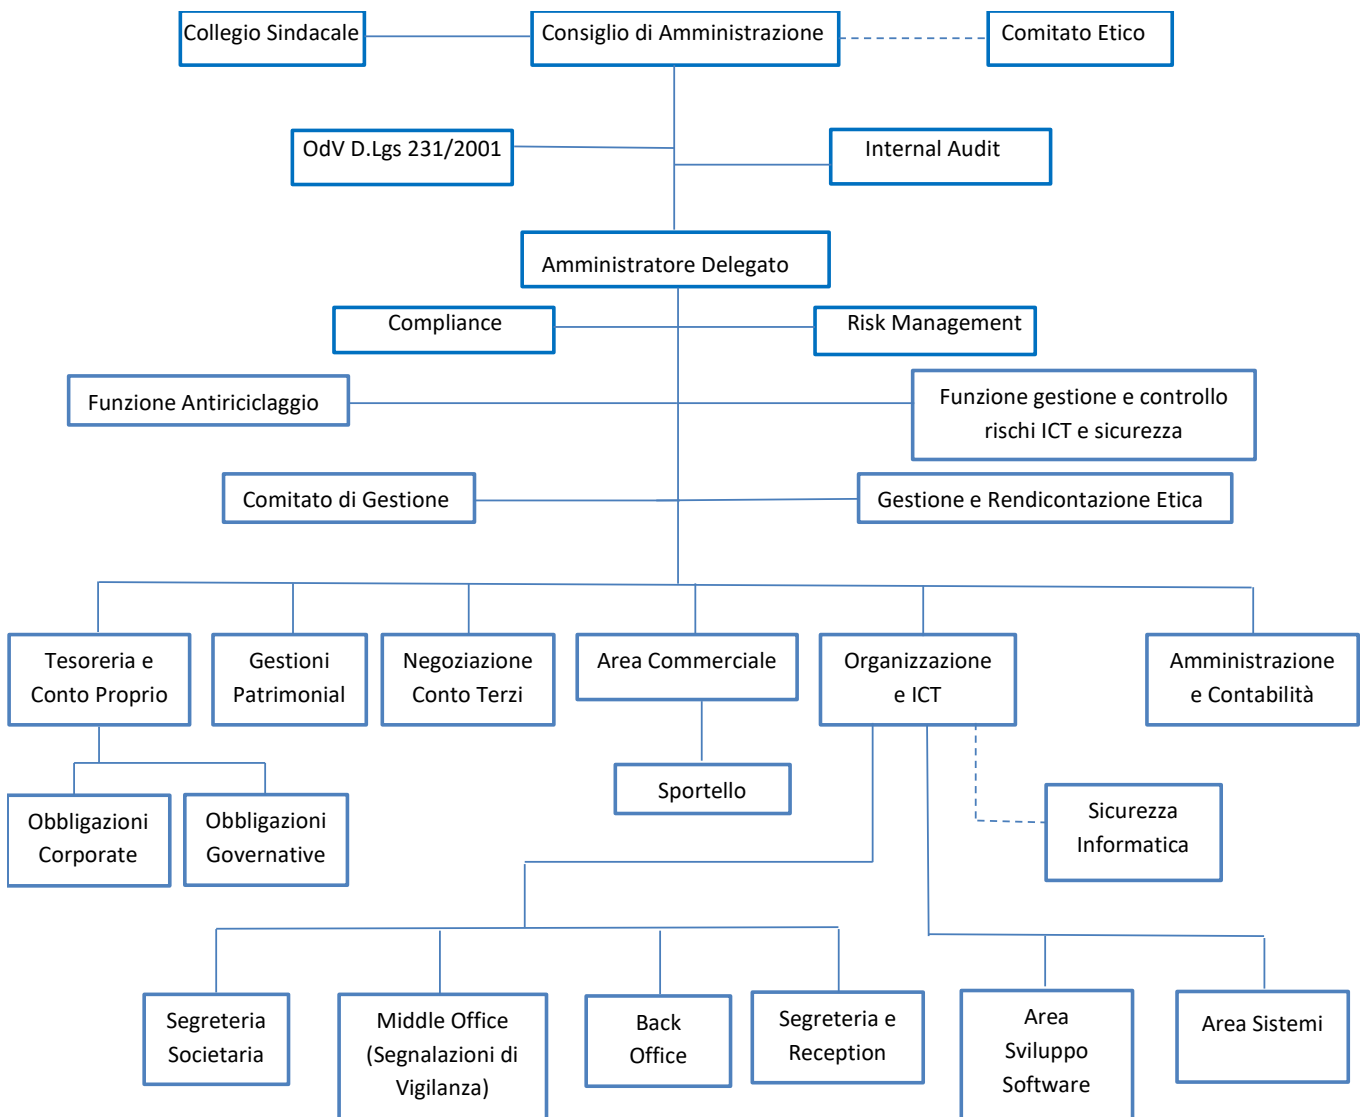 Collegio Sindacale
Consiglio di Amministrazione
Comitato Etico
OdV D.Lgs 231/2001
Internal Audit
Amministratore Delegato
Compliance
Risk Management
Funzione Antiriciclaggio
Funzione gestione e controllo
rischi ICT e sicurezza
Comitato di Gestione
Gestione e Rendicontazione Etica
Tesoreria e
Conto Proprio
Gestioni
Patrimonial
Negoziazione
Conto Terzi
Area Commerciale
Organizzazione
e ICT
Amministrazione
e Contabilità
Obbligazioni
Corporate
Obbligazioni
Governative
Sportello
Sicurezza
Informatica
Segreteria
Societaria
Middle Office
(Segnalazioni di
Vigilanza)
Back
Office
Segreteria e
Reception
Area
Sviluppo
Software
Area Sistemi